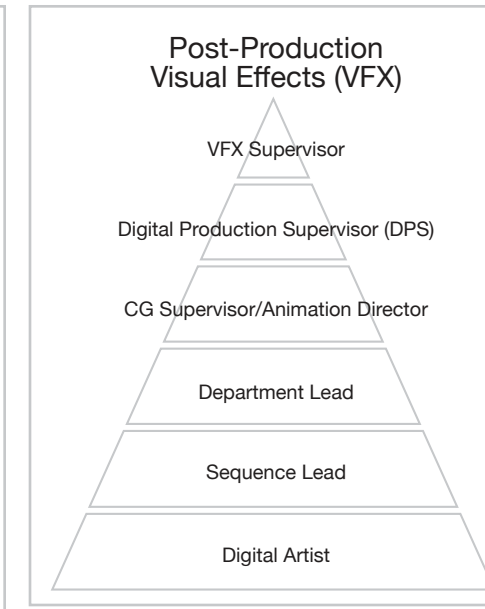 Post-Production
Visual Effects (VFX)
VFX Supervisor
Digital Production Supervisor (DPS)
CG Supervisor/Animation Director
Department Lead
Sequence Lead
Digital Artist